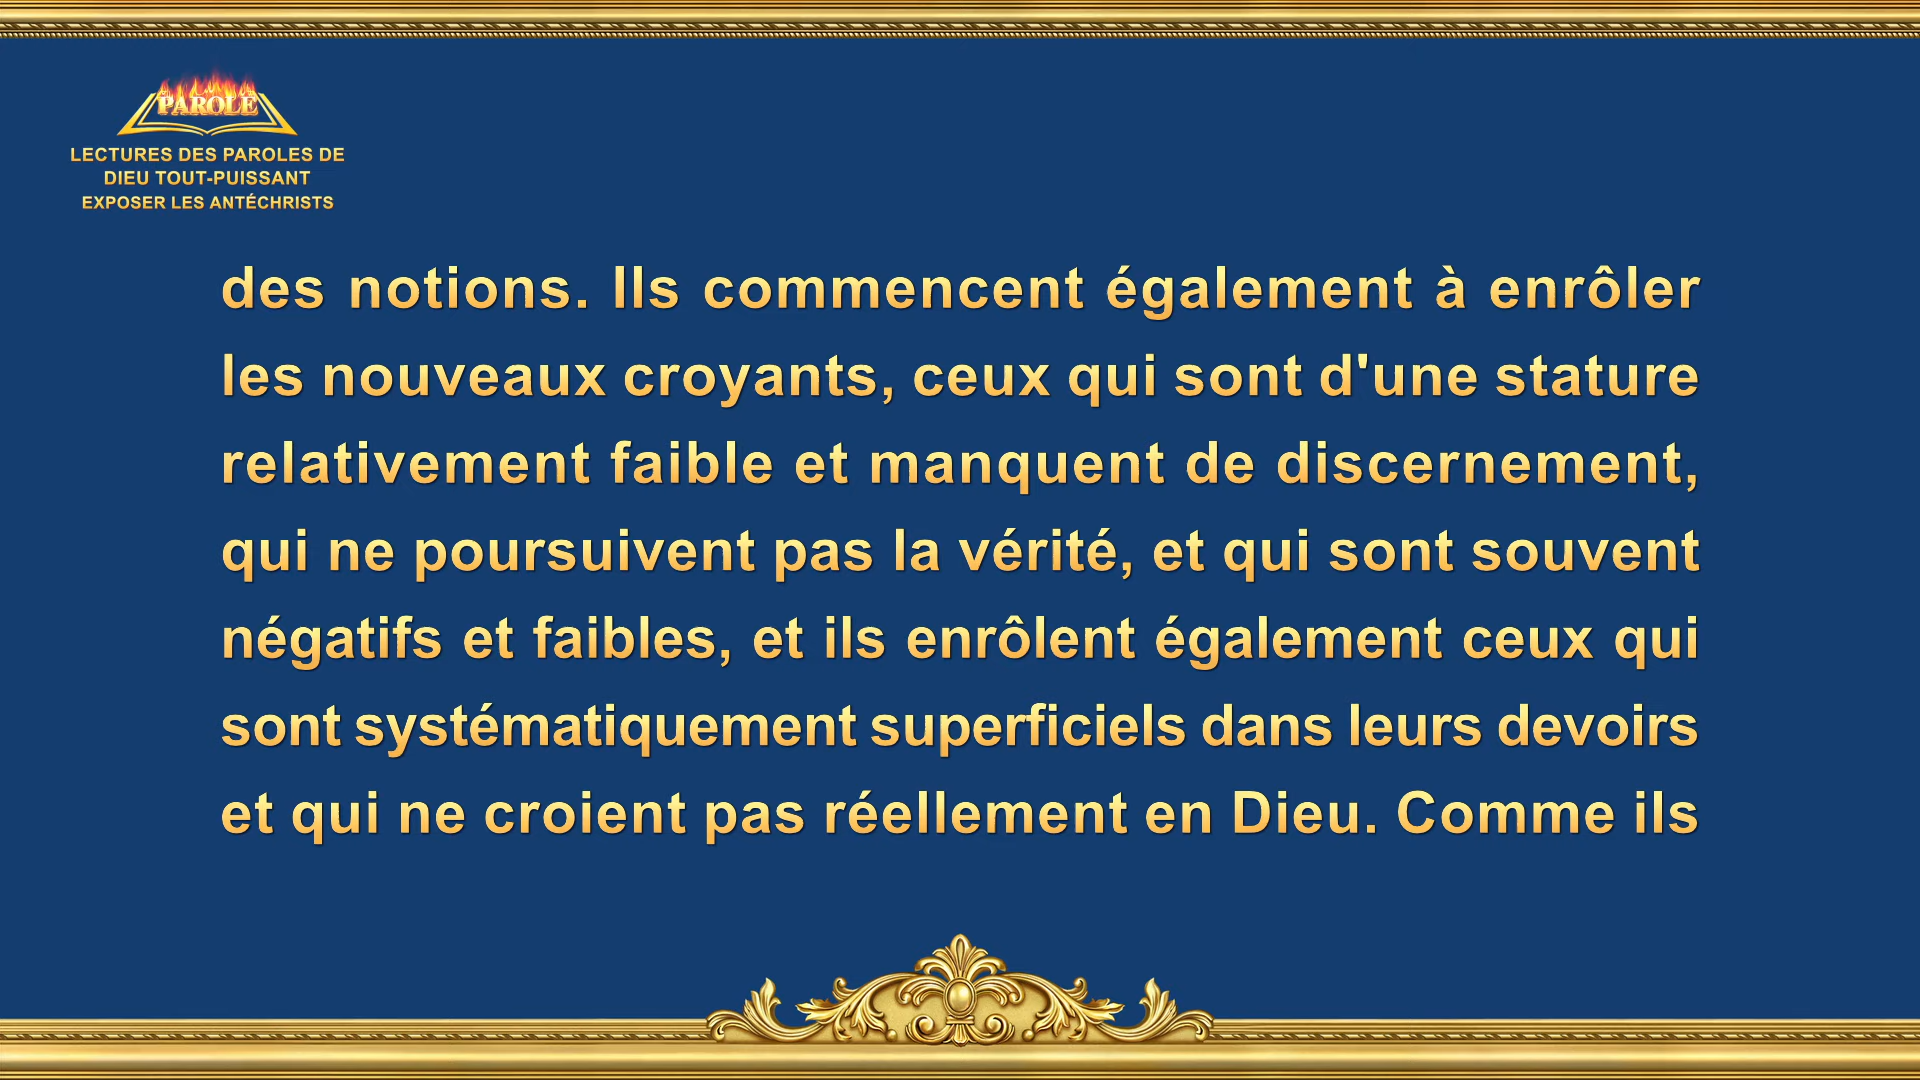 PAROLE
LECTURES DES PAROLES DE
DIEU TOUT-PUISSANT
EXPOSER LES ANTÉCHRISTS
des notions. Ils commencent également à enrôler
les nouveaux croyants, ceux qui sont d'une stature
relativement faible et manquent de discernement,
qui ne poursuivent pas la vérité, et qui sont souvent
négatifs et faibles, et ils enrôlent également ceux qui
sont systématiquement superficiels dans leurs devoirs
et qui ne croient pas réellement en Dieu. Comme ils